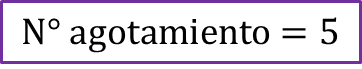 N° agotamiento = 5